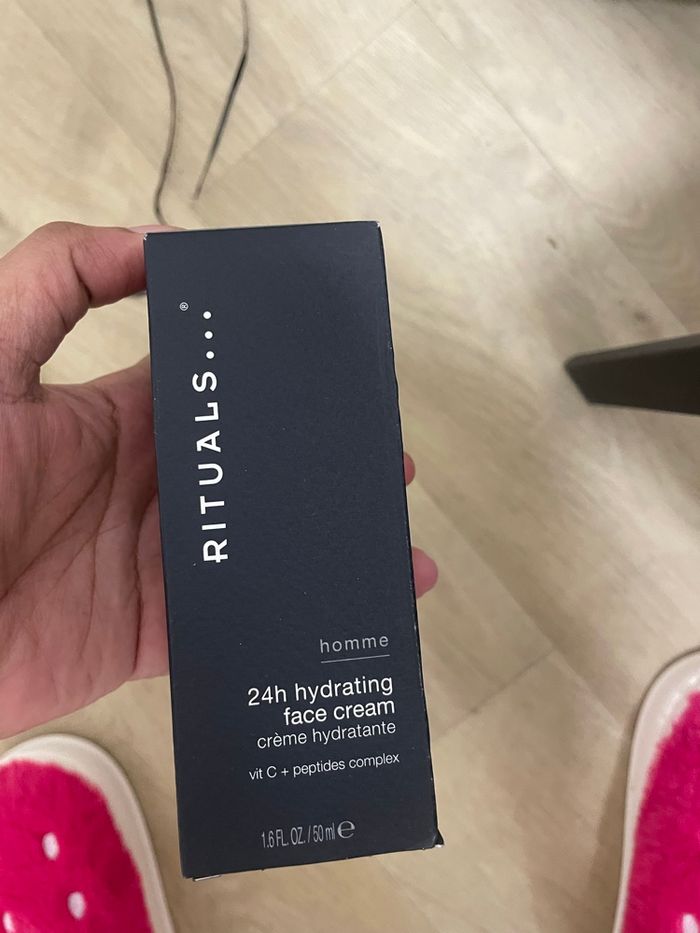 RITUALS...®
homme
24h hydrating
face cream
crème hydratante
vit C + peptides complex
1.6 FL. OZ. / 50 ml ℮